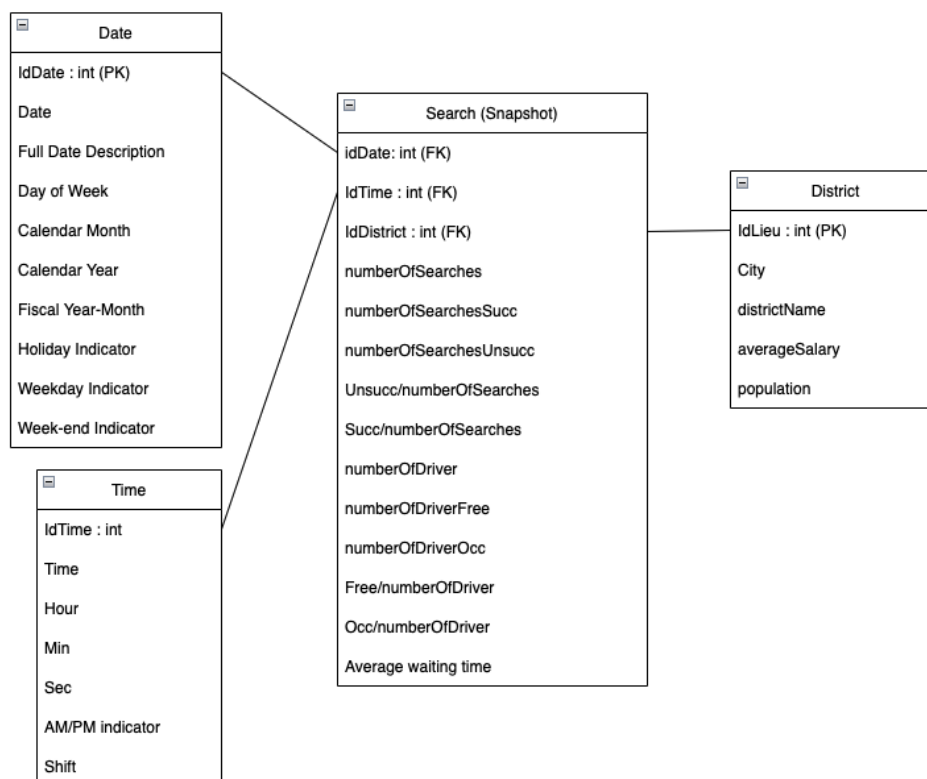 Date
IdDate : int (PK)
Date
Full Date Description
Day of Week
Calendar Month
Calendar Year
Fiscal Year-Month
Holiday Indicator
Weekday Indicator
Week-end Indicator
Time
IdTime : int
Time
Hour
Min
Sec
AM/PM indicator
Shift
Search (Snapshot)
idDate: int (FK)
IdTime : int (FK)
IdDistrict : int (FK)
numberOfSearches
numberOfSearchesSucc
numberOfSearchesUnsucc
Unsucc/numberOfSearches
Succ/numberOfSearches
numberOfDriver
numberOfDriverFree
numberOfDriverOcc
Free/numberOfDriver
Occ/numberOfDriver
Average waiting time
District
IdLieu : int (PK)
City
districtName
averageSalary
population